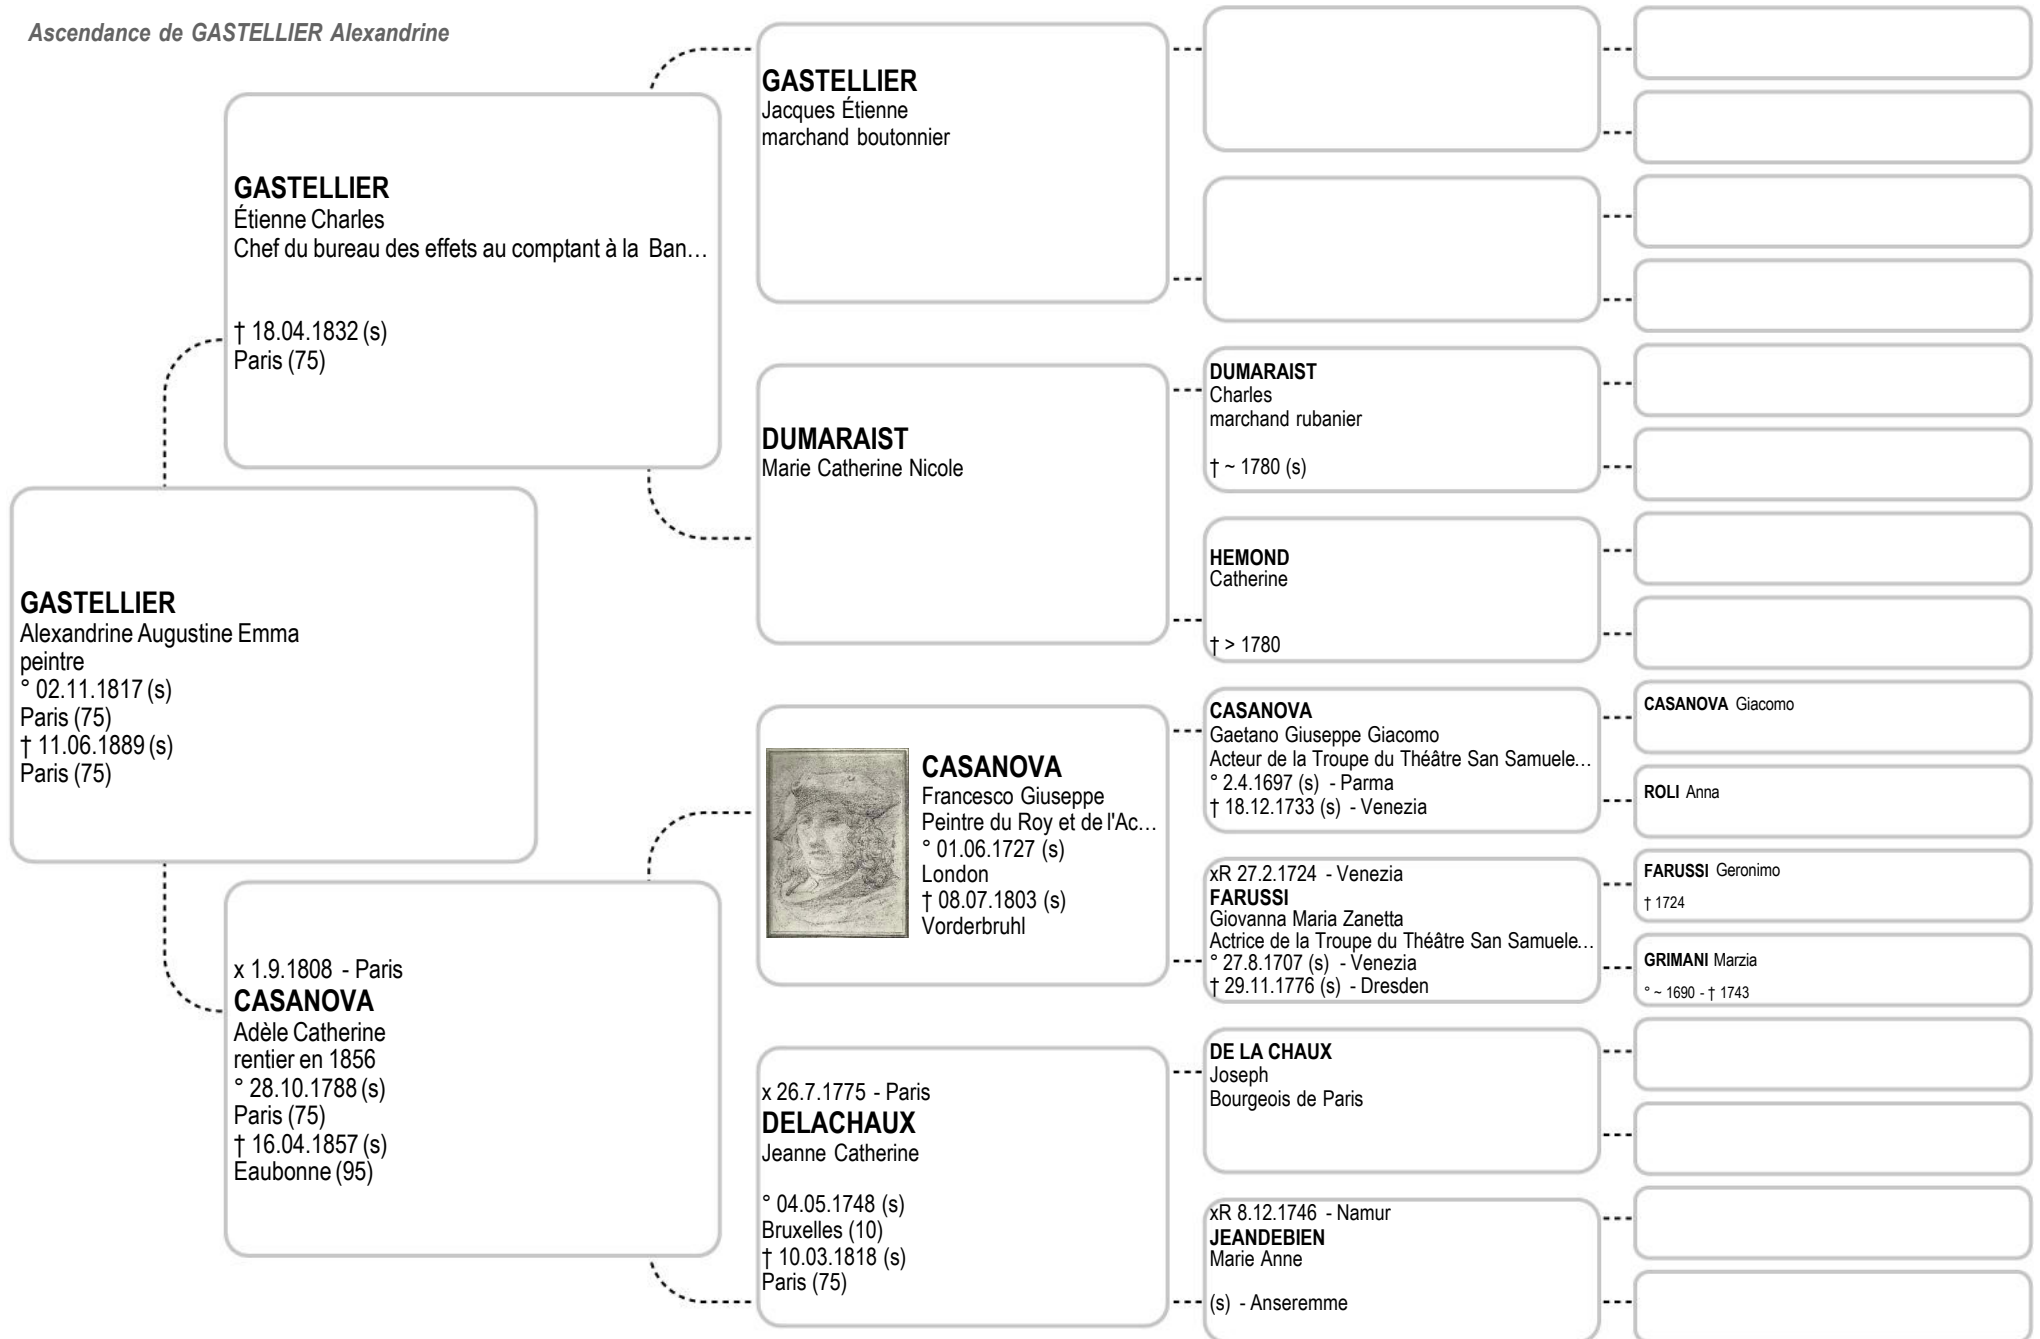 Ascendance de GASTELLIER Alexandrine
GASTELLIER
Alexandrine Augustine Emma
peintre
° 02.11.1817 (s)
Paris (75)
† 11.06.1889 (s)
Paris (75)
GASTELLIER
Étienne Charles
Chef du bureau des effets au comptant à la Ban...
† 18.04.1832 (s)
Paris (75)
x 1.9.1808 - Paris
CASANOVA
Adèle Catherine
rentier en 1856
° 28.10.1788 (s)
Paris (75)
† 16.04.1857 (s)
Eaubonne (95)
GASTELLIER
Jacques Étienne
marchand boutonnier
DUMARAIST
Marie Catherine Nicole
CASANOVA
Francesco Giuseppe
Peintre du Roy et de l'Ac...
° 01.06.1727 (s)
London
† 08.07.1803 (s)
Vorderbruhl
x 26.7.1775 - Paris
DELACHAUX
Jeanne Catherine
° 04.05.1748 (s)
Bruxelles (10)
† 10.03.1818 (s)
Paris (75)
DUMARAIST
Charles
marchand rubanier
† ~ 1780 (s)
HEMOND
Catherine
† > 1780
CASANOVA
Gaetano Giuseppe Giacomo
Acteur de la Troupe du Théâtre San Samuele...
° 2.4.1697 (s) - Parma
† 18.12.1733 (s) - Venezia
xR 27.2.1724 - Venezia
FARUSSI
Giovanna Maria Zanetta
Actrice de la Troupe du Théâtre San Samuele...
° 27.8.1707 (s) - Venezia
† 29.11.1776 (s) - Dresden
DE LA CHAUX
Joseph
Bourgeois de Paris
xR 8.12.1746 - Namur
JEANDEBIEN
Marie Anne
(s) - Anseremme
CASANOVA Giacomo
ROLI Anna
FARUSSI Geronimo
† 1724
GRIMANI Marzia
° ~ 1690 - † 1743